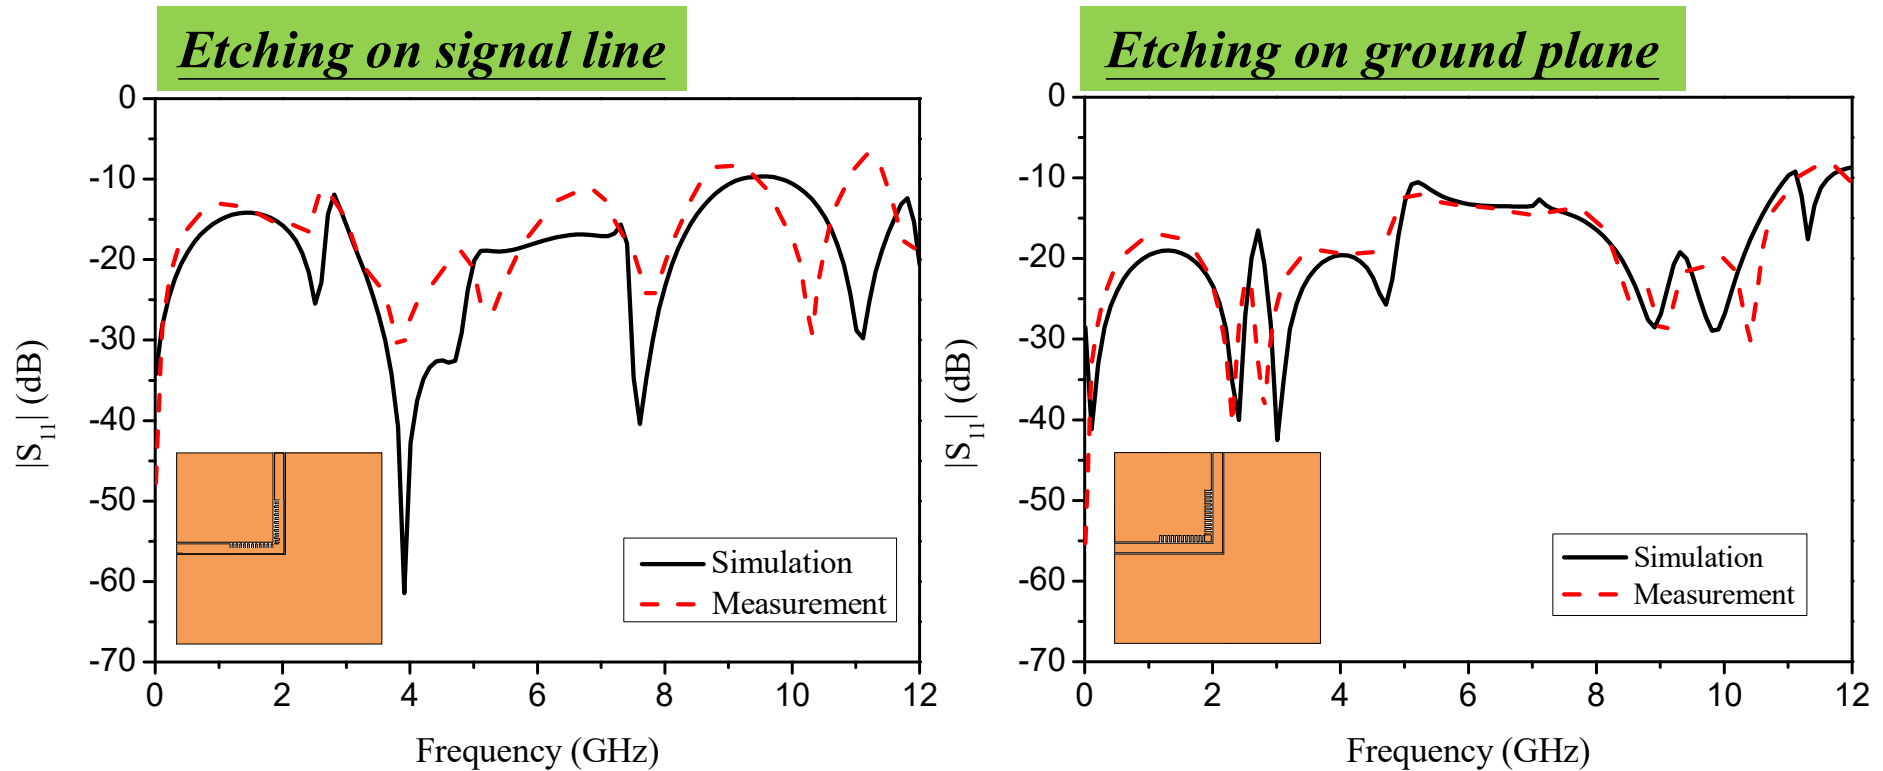 Etching on signal line
0
-10
-20
-30
-40
-50
-60
-70
|S11| (dB)
Simulation
Measurement
0 2 4 6 8 10 12
Frequency (GHz)
Etching on ground plane
0
-10
-20
-30
-40
-50
-60
-70
|S11| (dB)
Simulation
Measurement
0 2 4 6 8 10 12
Frequency (GHz)